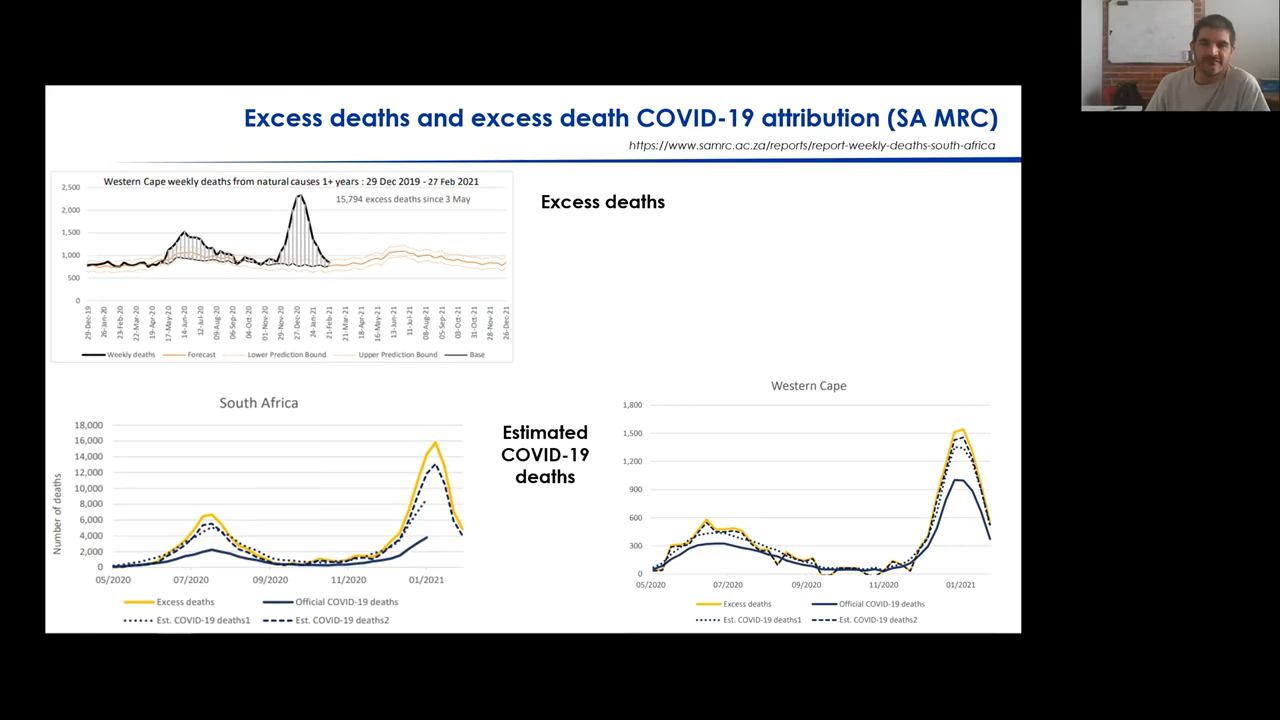 Excess deaths and excess death COVID-19 attribution (SA MRC)
https://www.samrc.ac.za/reports/report-weekly-deaths-south-africa
Western Cape weekly deaths from natural causes 1+ years : 29 Dec 2019 - 27 Feb 2021
15,794 excess deaths since 3 May
2,500
2,000
1,500
1,000
500
0
29-Dec-19
26-Jan-20
23-Feb-20
22-Mar-20
19-Apr-20
17-May-20
14-Jun-20
12-Jul-20
09-Aug-20
06-Sep-20
04-Oct-20
01-Nov-20
29-Nov-20
27-Dec-20
24-Jan-21
21-Feb-21
21-Mar-21
18-Apr-21
16-May-21
13-Jun-21
11-Jul-21
08-Aug-21
05-Sep-21
03-Oct-21
31-Oct-21
28-Nov-21
26-Dec-21
Weekly deaths Forecast Lower Prediction Bound Upper Prediction Bound Base
Excess deaths
South Africa
Number of deaths
18,000
16,000
14,000
12,000
10,000
8,000
6,000
4,000
2,000
0
05/2020 07/2020 09/2020 11/2020 01/2021
Excess deaths Official COVID-19 deaths
Est. COVID-19 deaths1 Est. COVID-19 deaths2
Estimated
COVID-19
deaths
Western Cape
1,800
1,500
1,200
900
600
300
0
05/2020 07/2020 09/2020 11/2020 01/2021
Excess deaths Official COVID-19 deaths
Est. COVID-19 deaths1 Est. COVID-19 deaths2